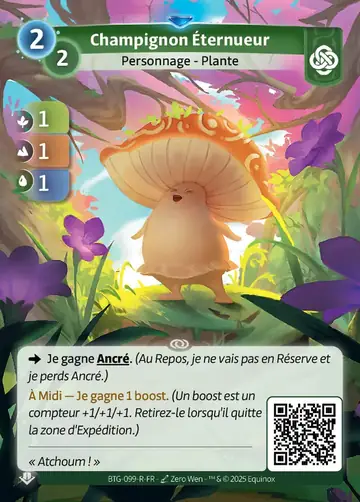 2
2
Champignon Éternueur
Personnage - Plante
1
1
1
➡ Je gagne Ancré. (Au Repos, je ne vais pas en Réserve et
je perds Ancré.)
À Midi — Je gagne 1 boost. (Un boost est un
compteur +1/+1/+1. Retirez-le lorsqu'il quitte
la zone d'Expédition.)
« Atchoum ! »
BTG-099-R-FR - Zero Wen - ™ & © 2025 Equinox